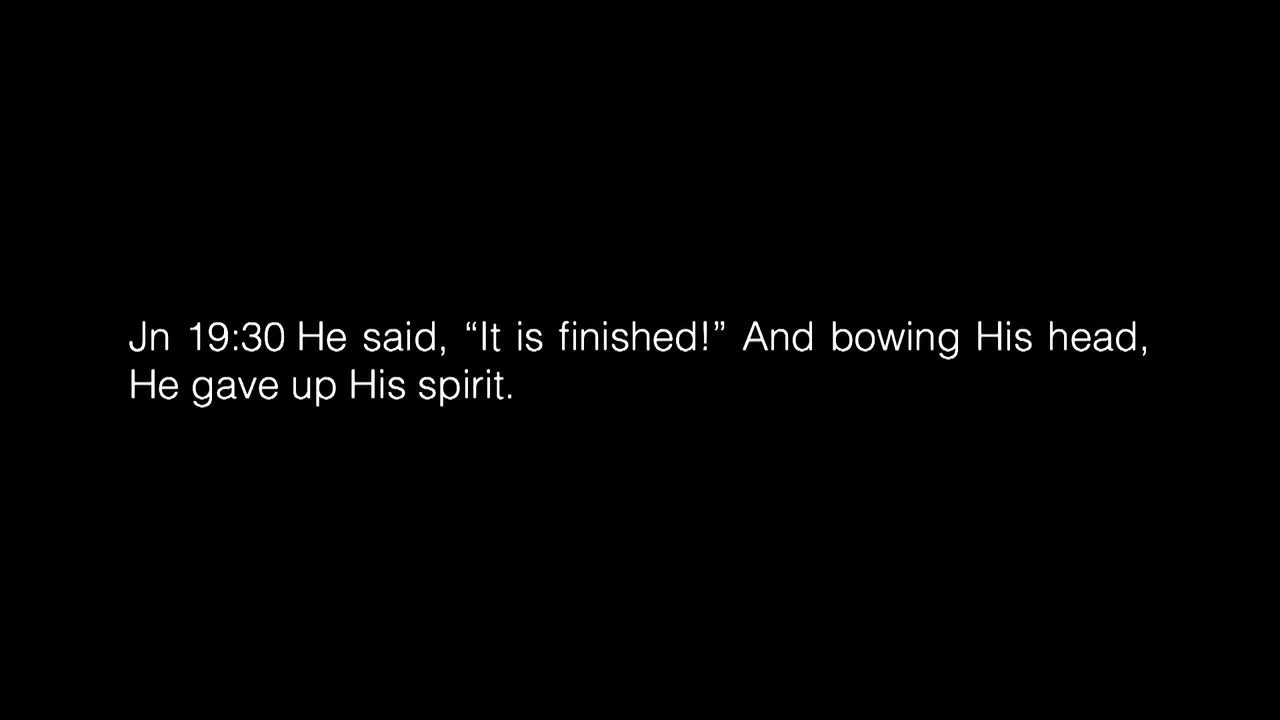 Jn 19:30 He said, “It is finished!” And bowing His head,
He gave up His spirit.